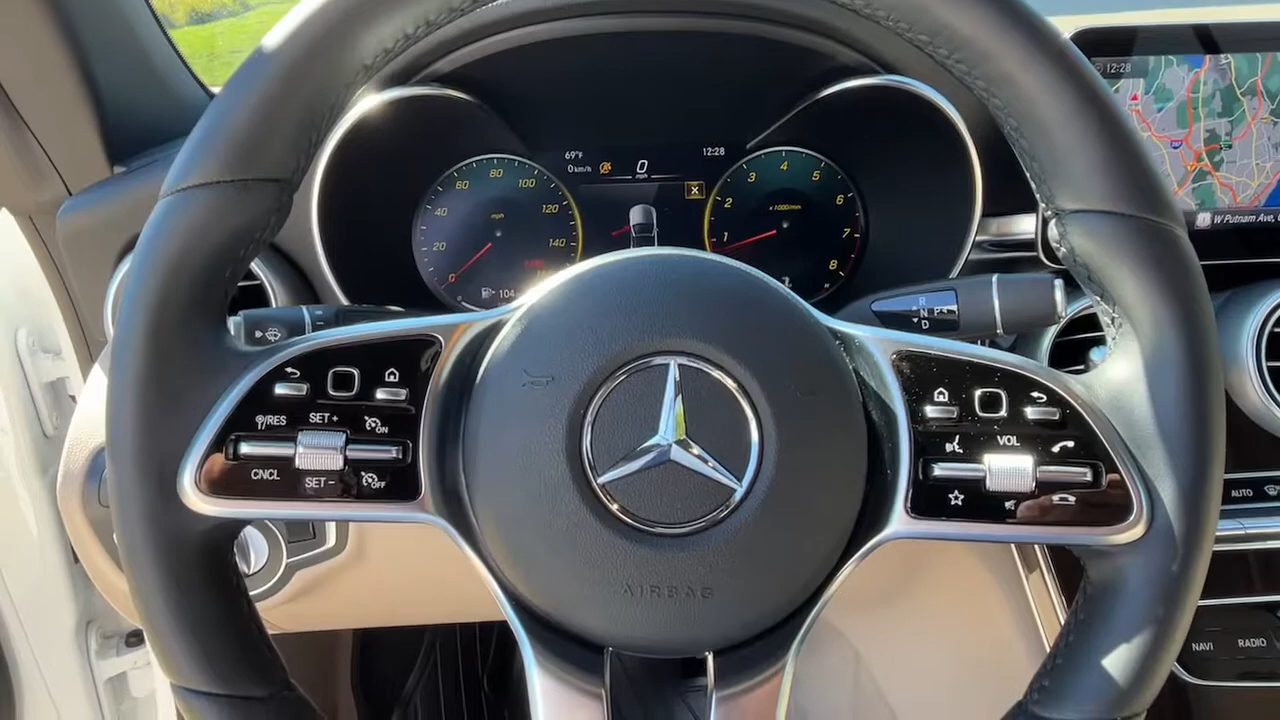 12:28
69°F
0 km/h
0
mph
12:28
X
0
20
40
60
80
100
120
140
mph
104
1
2
3
4
5
6
7
8
x 1000/min
W Putnam Ave,
R
N
P
D
/RES
SET +
ON
CNCL
SET -
OFF
VOL
AIRBAG
AUTO
NAVI
RADIO